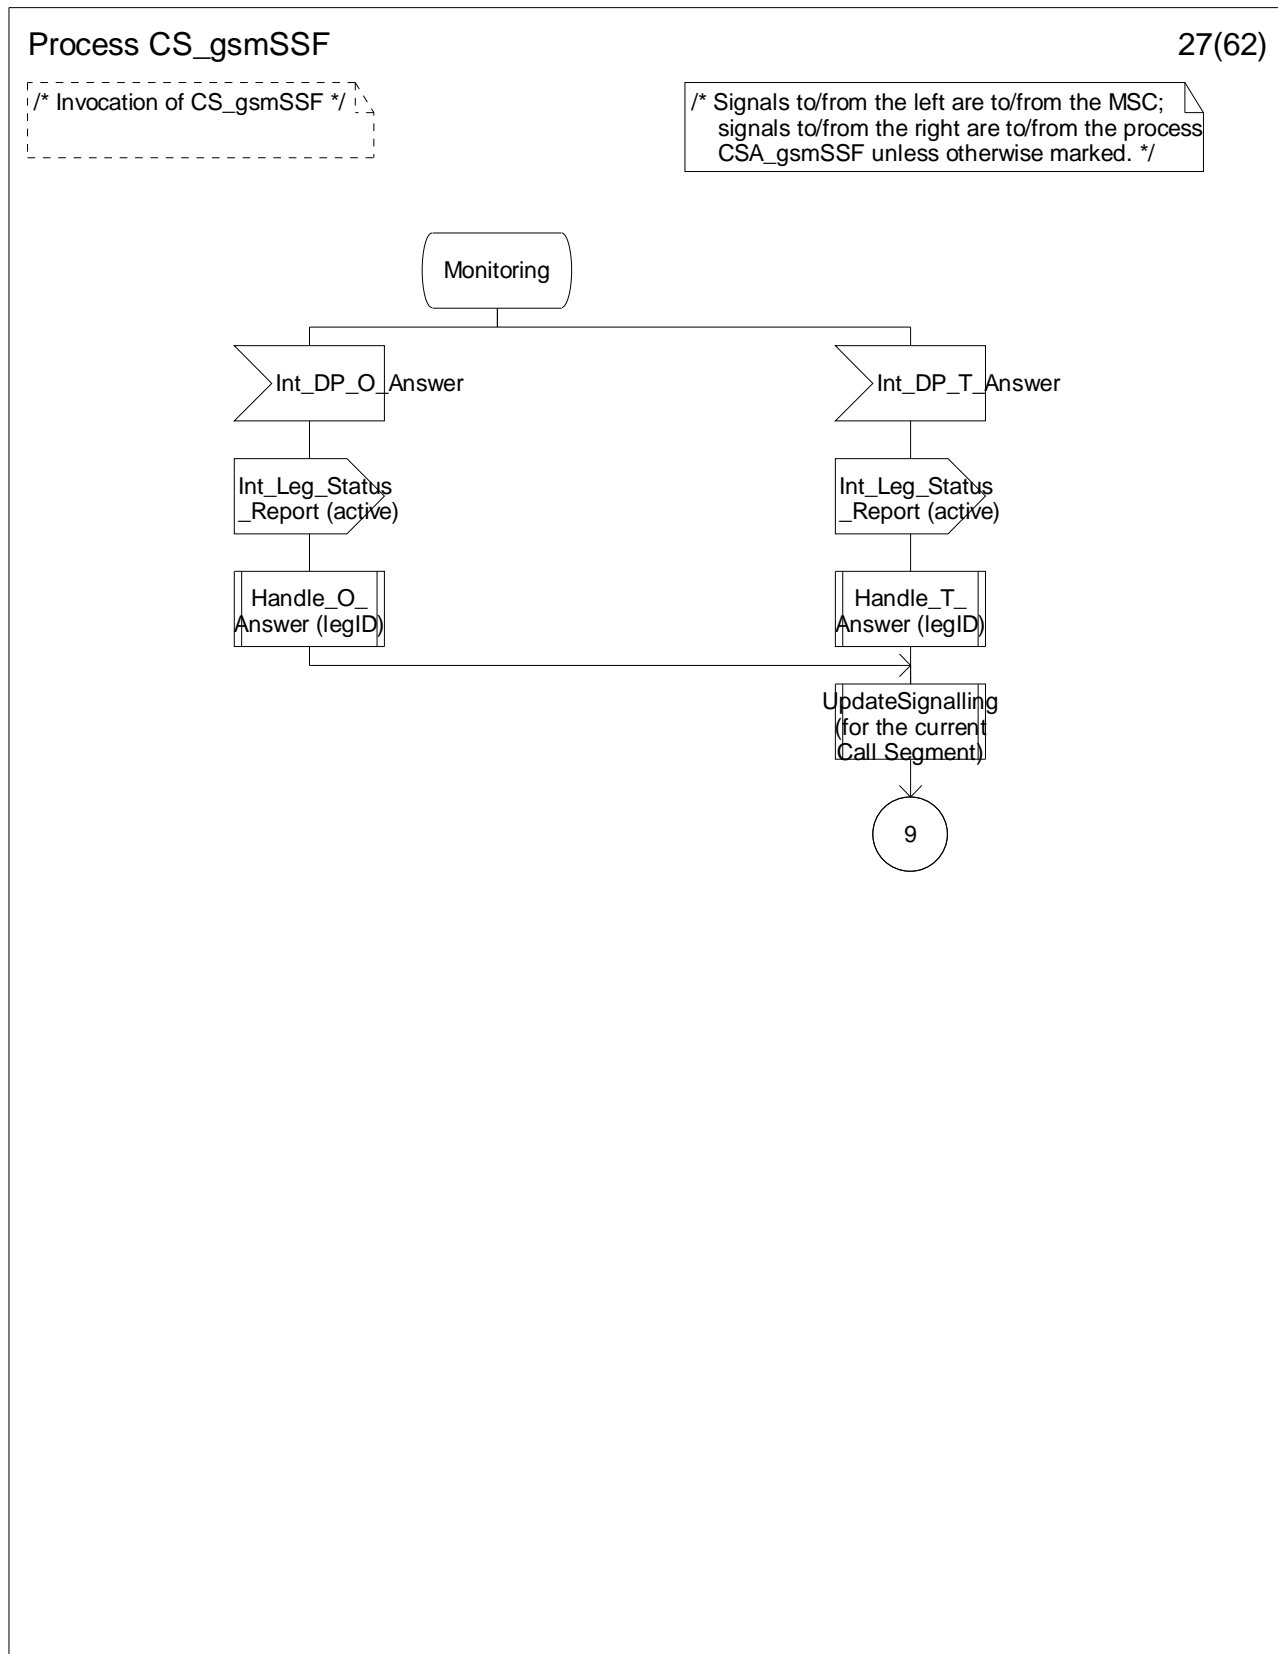 Process CS_gsmSSF
27(62)
/* Invocation of CS_gsmSSF */
/* Signals to/from the left are to/from the MSC;
signals to/from the right are to/from the process
CSA_gsmSSF unless otherwise marked. */
Monitoring
Int_DP_O_Answer
Int_DP_T_Answer
Int_Leg_Status
_Report (active)
Int_Leg_Status
_Report (active)
Handle_O_
Answer (legID)
Handle_T_
Answer (legID)
UpdateSignalling
(for the current
Call Segment)
9